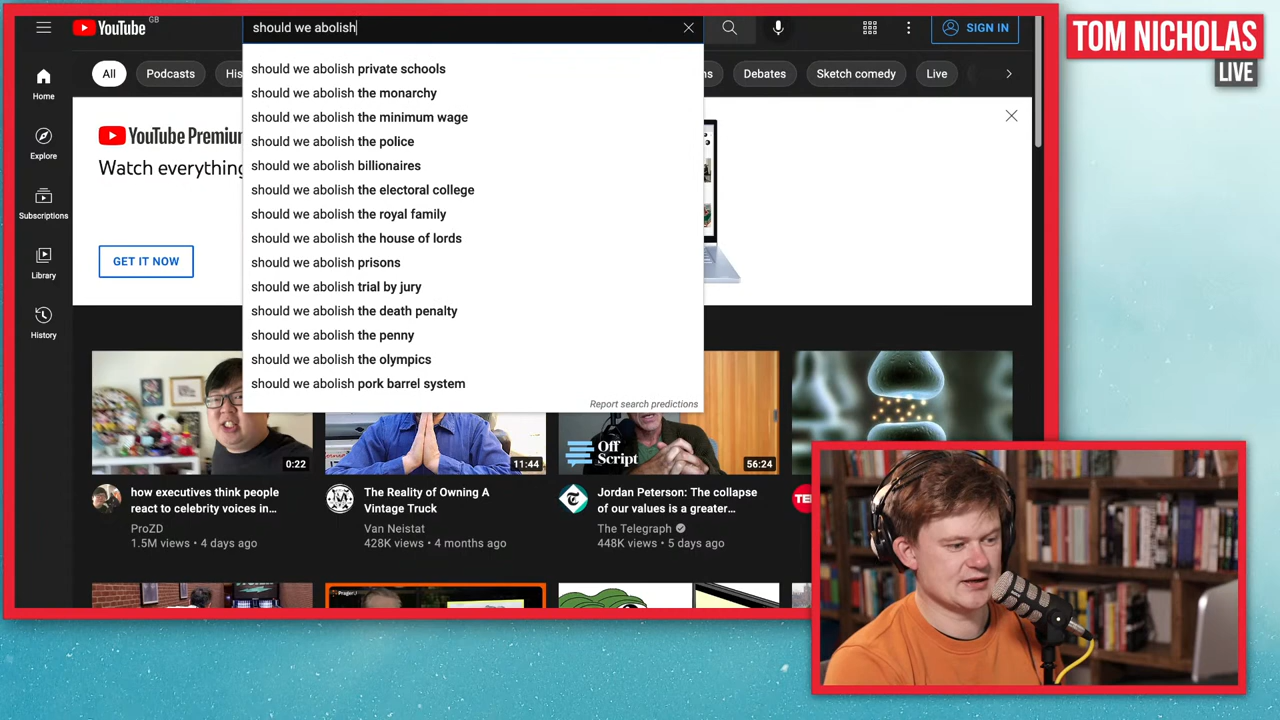 YouTube GB
should we abolish
SIGN IN
TOM NICHOLAS
LIVE
All
Podcasts
His
ns
Debates
Sketch comedy
Live
should we abolish private schools
should we abolish the monarchy
should we abolish the minimum wage
should we abolish the police
should we abolish billionaires
should we abolish the electoral college
should we abolish the royal family
should we abolish the house of lords
should we abolish prisons
should we abolish trial by jury
should we abolish the death penalty
should we abolish the penny
should we abolish the olympics
should we abolish pork barrel system
Report search predictions
Home
Explore
Subscriptions
Library
History
YouTube Premiu
Watch everything
GET IT NOW
0:22
11:44
Off
Script
56:24
how executives think people
react to celebrity voices in...
ProZD
1.5M views • 4 days ago
The Reality of Owning A
Vintage Truck
Van Neistat
428K views • 4 months ago
Jordan Peterson: The collapse
of our values is a greater...
The Telegraph
448K views • 5 days ago
TED
PragerU